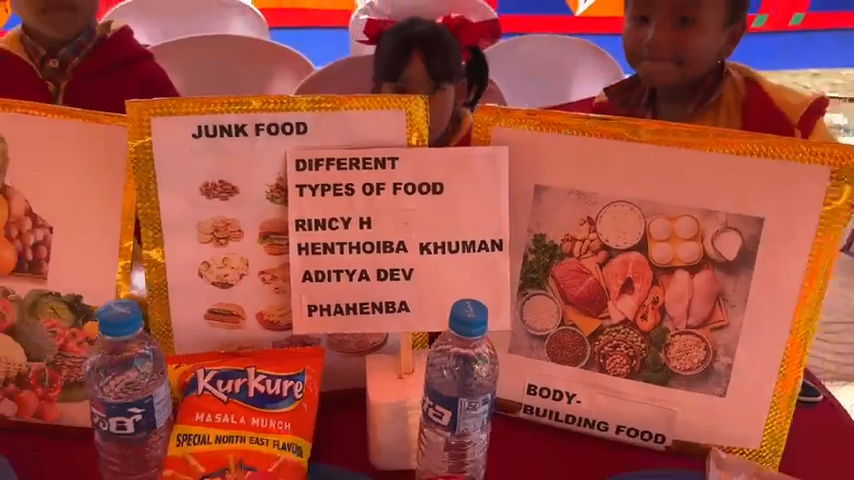 JUNK FOOD
DIFFERENT
TYPES OF FOOD
RINCY H
HENTHOIBA KHUMAN
ADITYA DEV
PHAHENBA
BODY-
BUILDING FOOD
KurKure
MASALA MUNCH
SPECIAL NORTH EAST FLAVOUR